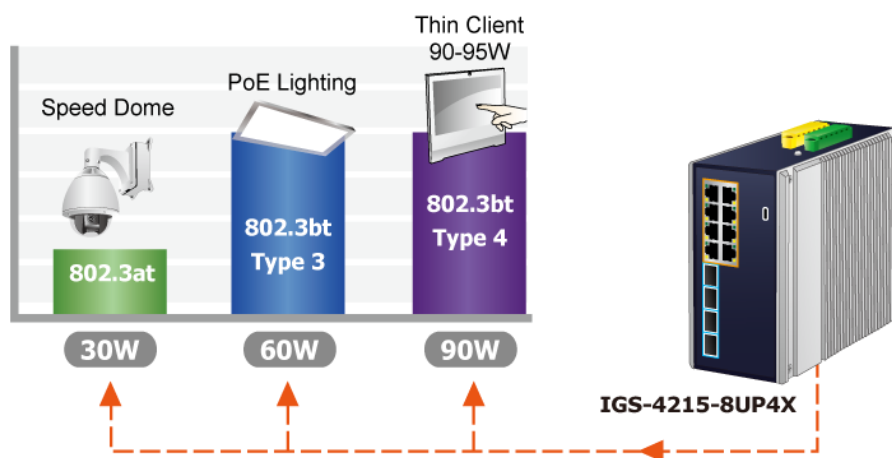 Thin Client
90-95W
PoE Lighting
Speed Dome
802.3at
802.3bt
Type 3
802.3bt
Type 4
30W
60W
90W
IGS-4215-8UP4X